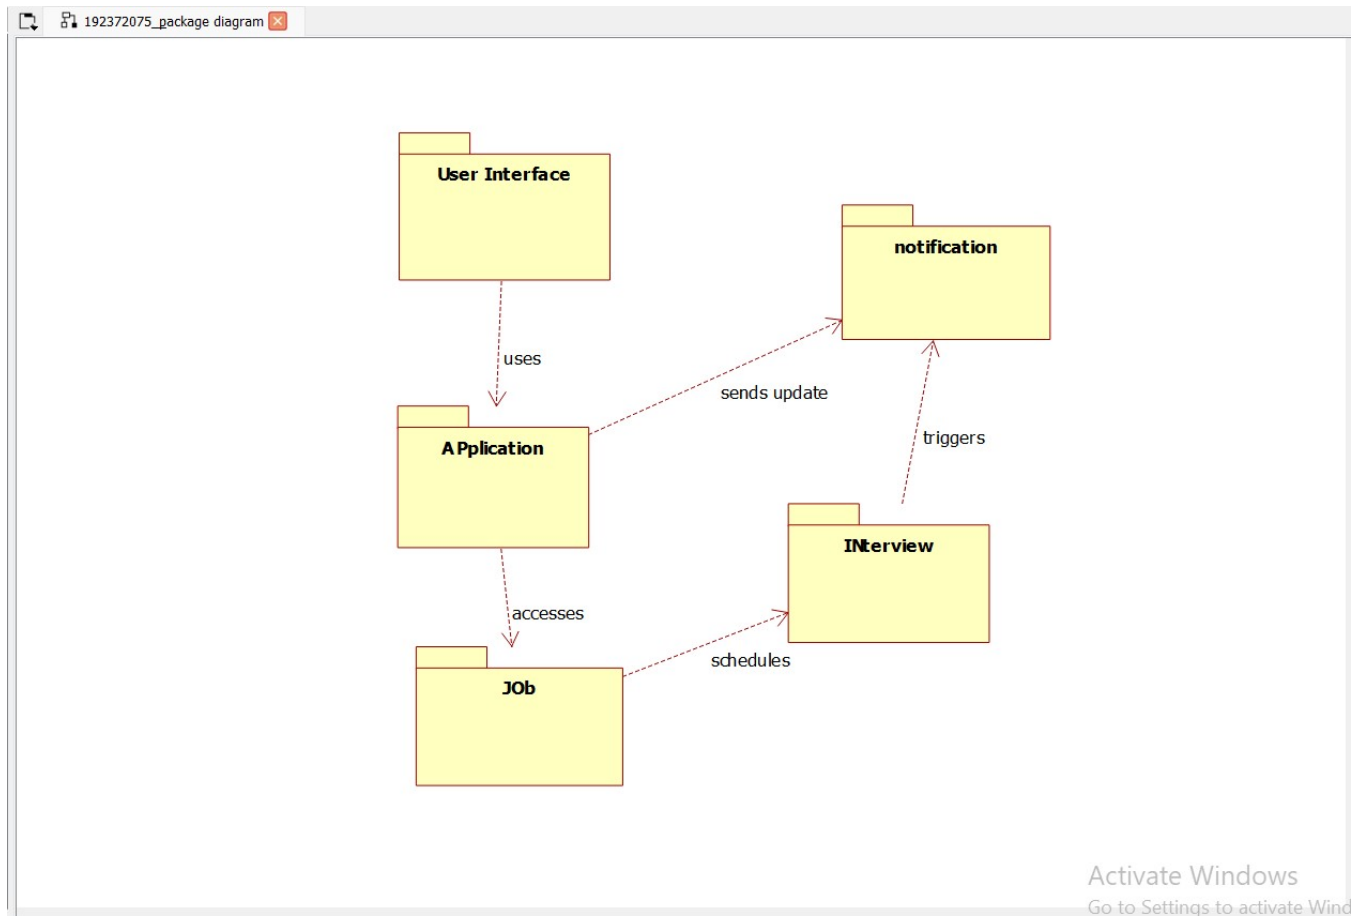 192372075_package diagram
User Interface
notification
uses
sends update
triggers
APplication
INterview
accesses
schedules
JOb
Activate Windows
Go to Settings to activate Wind